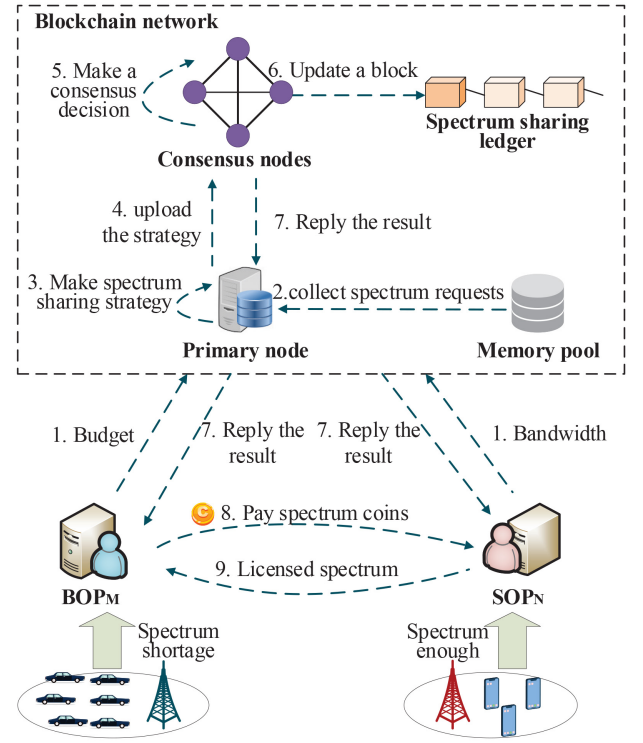 Blockchain network
5. Make a
consensus
decision
6. Update a block
Spectrum sharing
ledger
Consensus nodes
4. upload
the strategy
7. Reply the result
3. Make spectrum
sharing strategy
2.collect spectrum requests
Primary node
Memory pool
1. Budget
7. Reply the
result
7. Reply the
result
1. Bandwidth
C
8. Pay spectrum coins
9. Licensed spectrum
BOPM
SOPN
Spectrum
shortage
Spectrum
enough